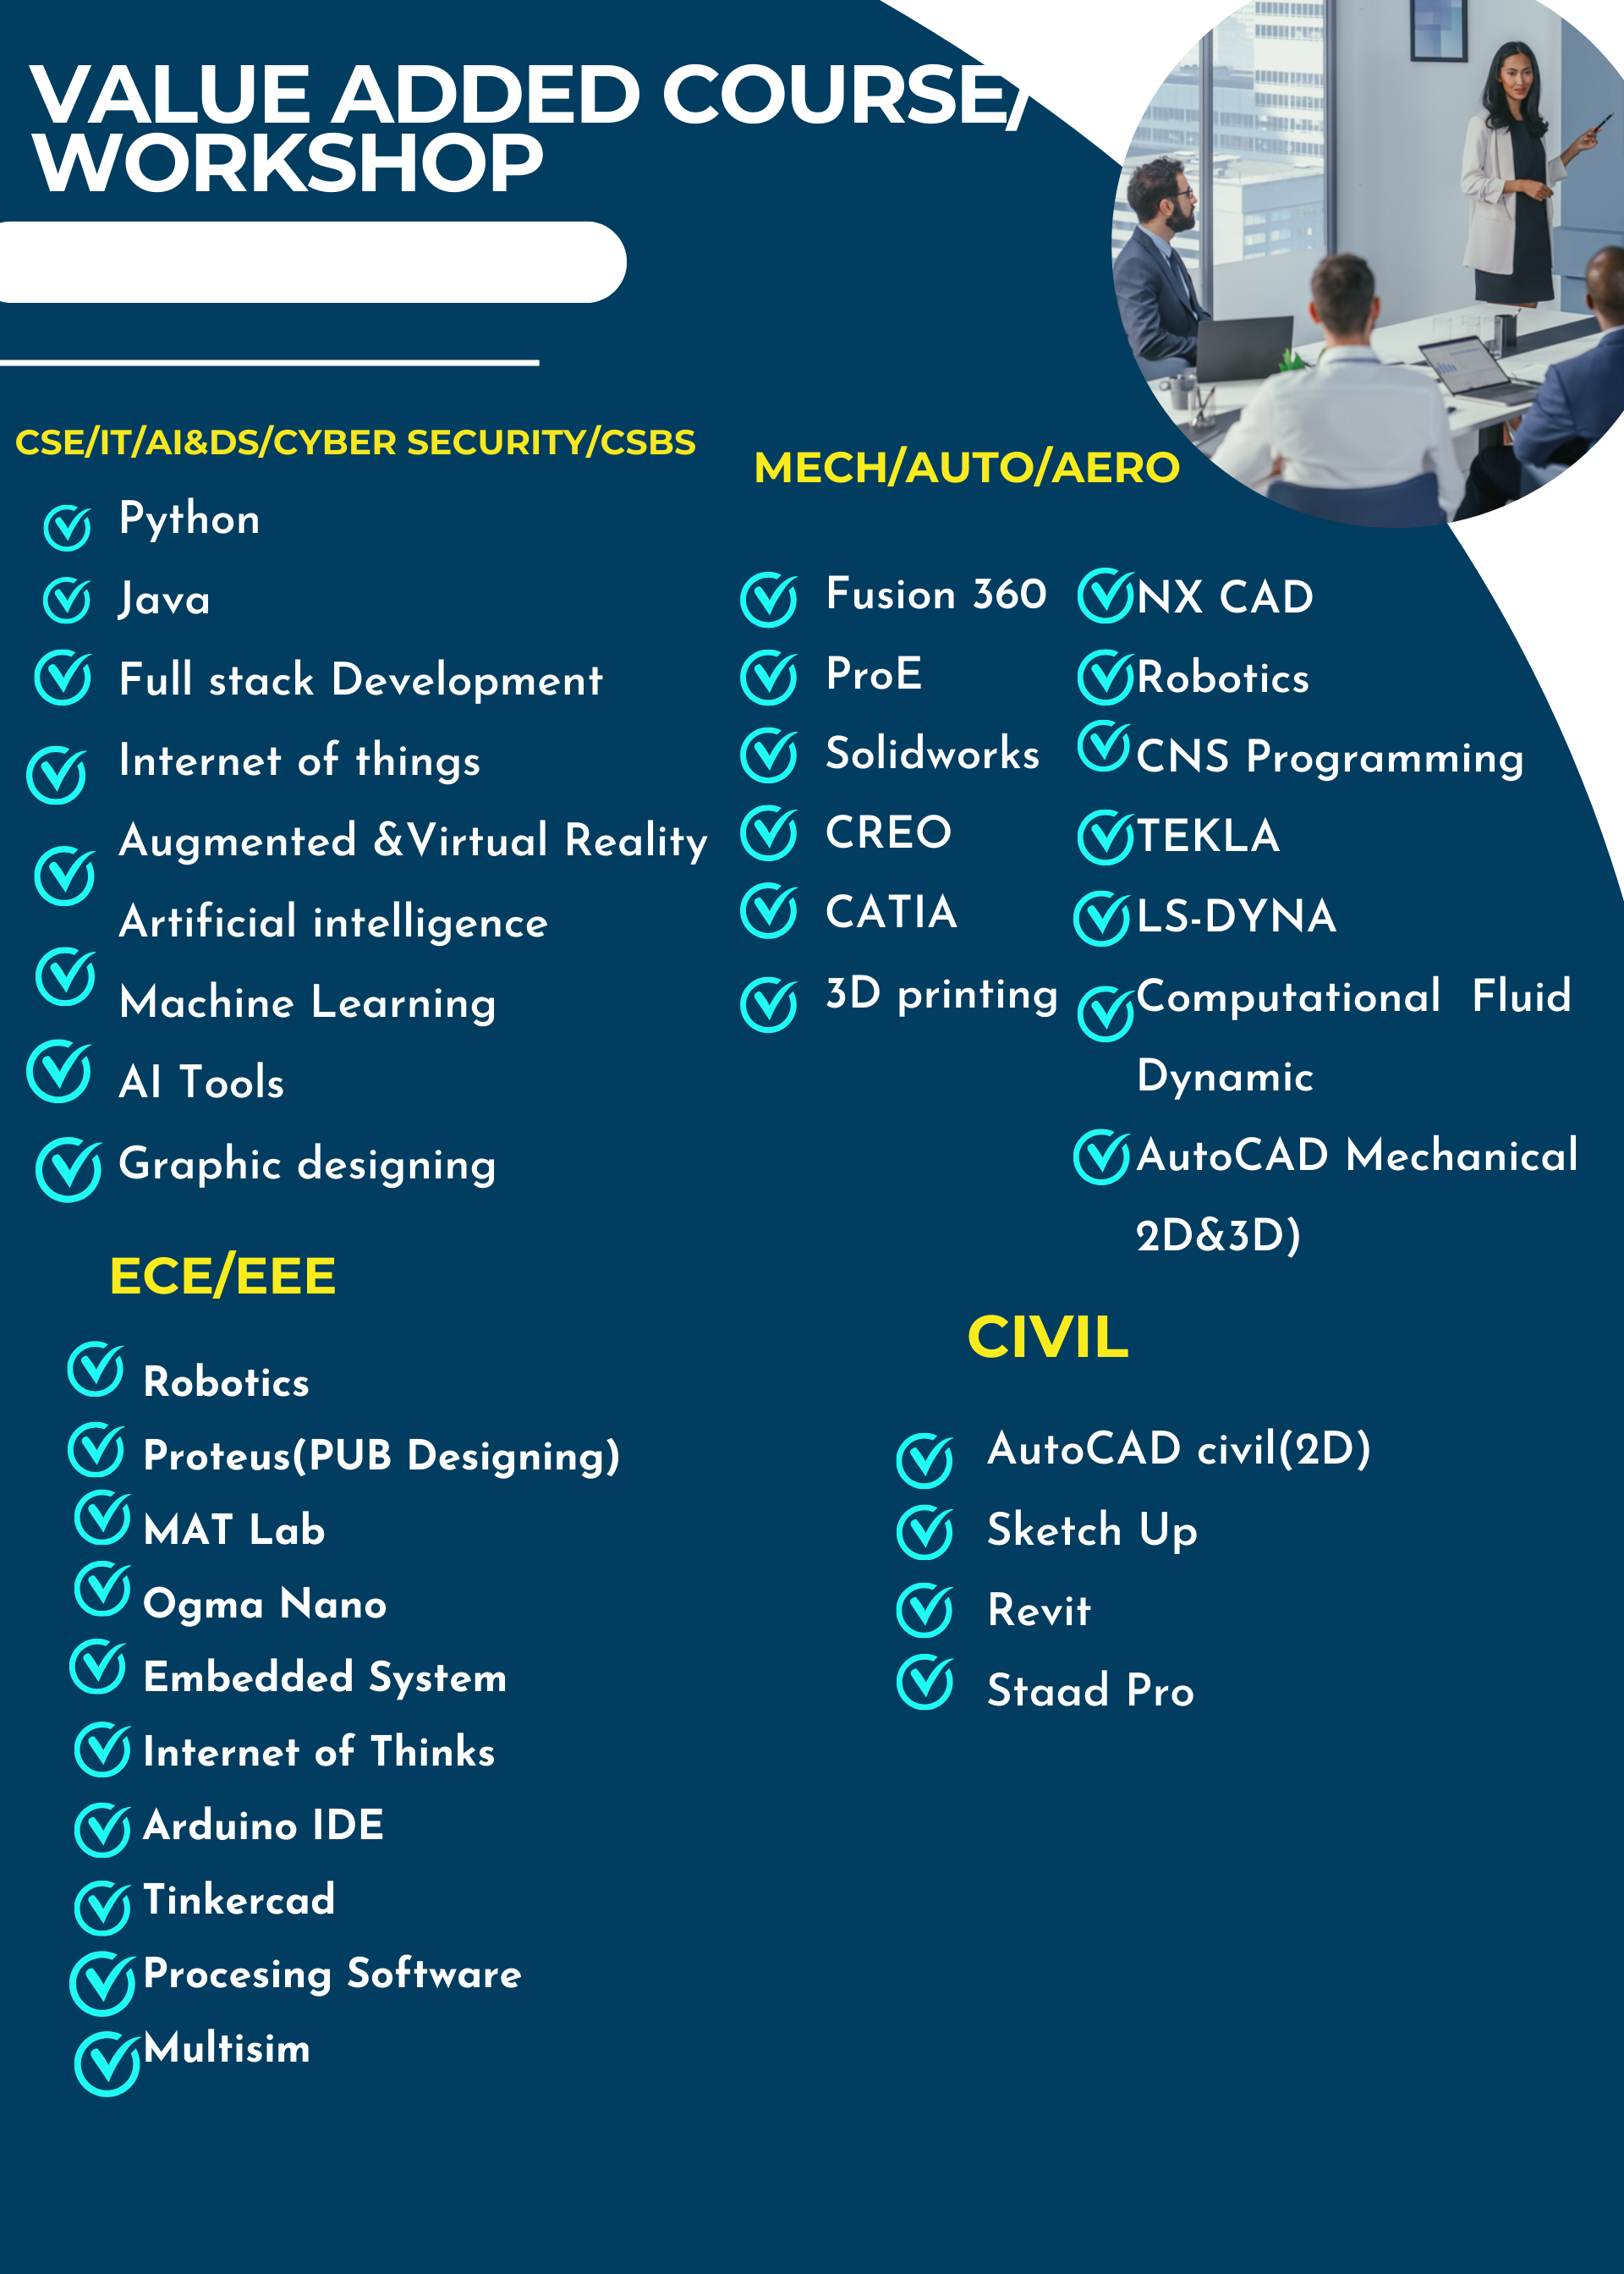 VALUE ADDED COURSE/
WORKSHOP
CSE/IT/AI&DS/CYBER SECURITY/CSBS
Python
Java
Full stack Development
Internet of things
Augmented &Virtual Reality
Artificial intelligence
Machine Learning
AI Tools
Graphic designing
MECH/AUTO/AERO
Fusion 360
ProE
Solidworks
CREO
CATIA
3D printing
NX CAD
Robotics
CNS Programming
TEKLA
LS-DYNA
Computational Fluid
Dynamic
AutoCAD Mechanical
2D&3D)
ECE/EEE
Robotics
Proteus(PUB Designing)
MAT Lab
Ogma Nano
Embedded System
Internet of Thinks
Arduino IDE
Tinkercad
Procesing Software
Multisim
CIVIL
AutoCAD civil(2D)
Sketch Up
Revit
Staad Pro